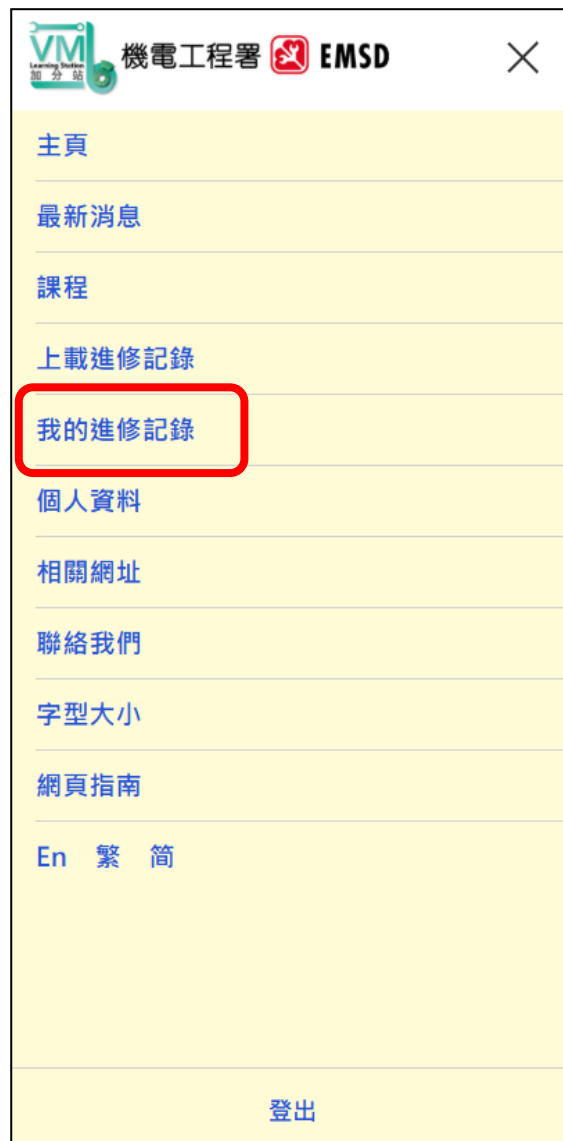 VM
Learning Station
加分站
機電工程署 EMSD
主頁
最新消息
課程
上載進修記錄
我的進修記錄
個人資料
相關網址
聯絡我們
字型大小
網頁指南
En 繁 简
登出